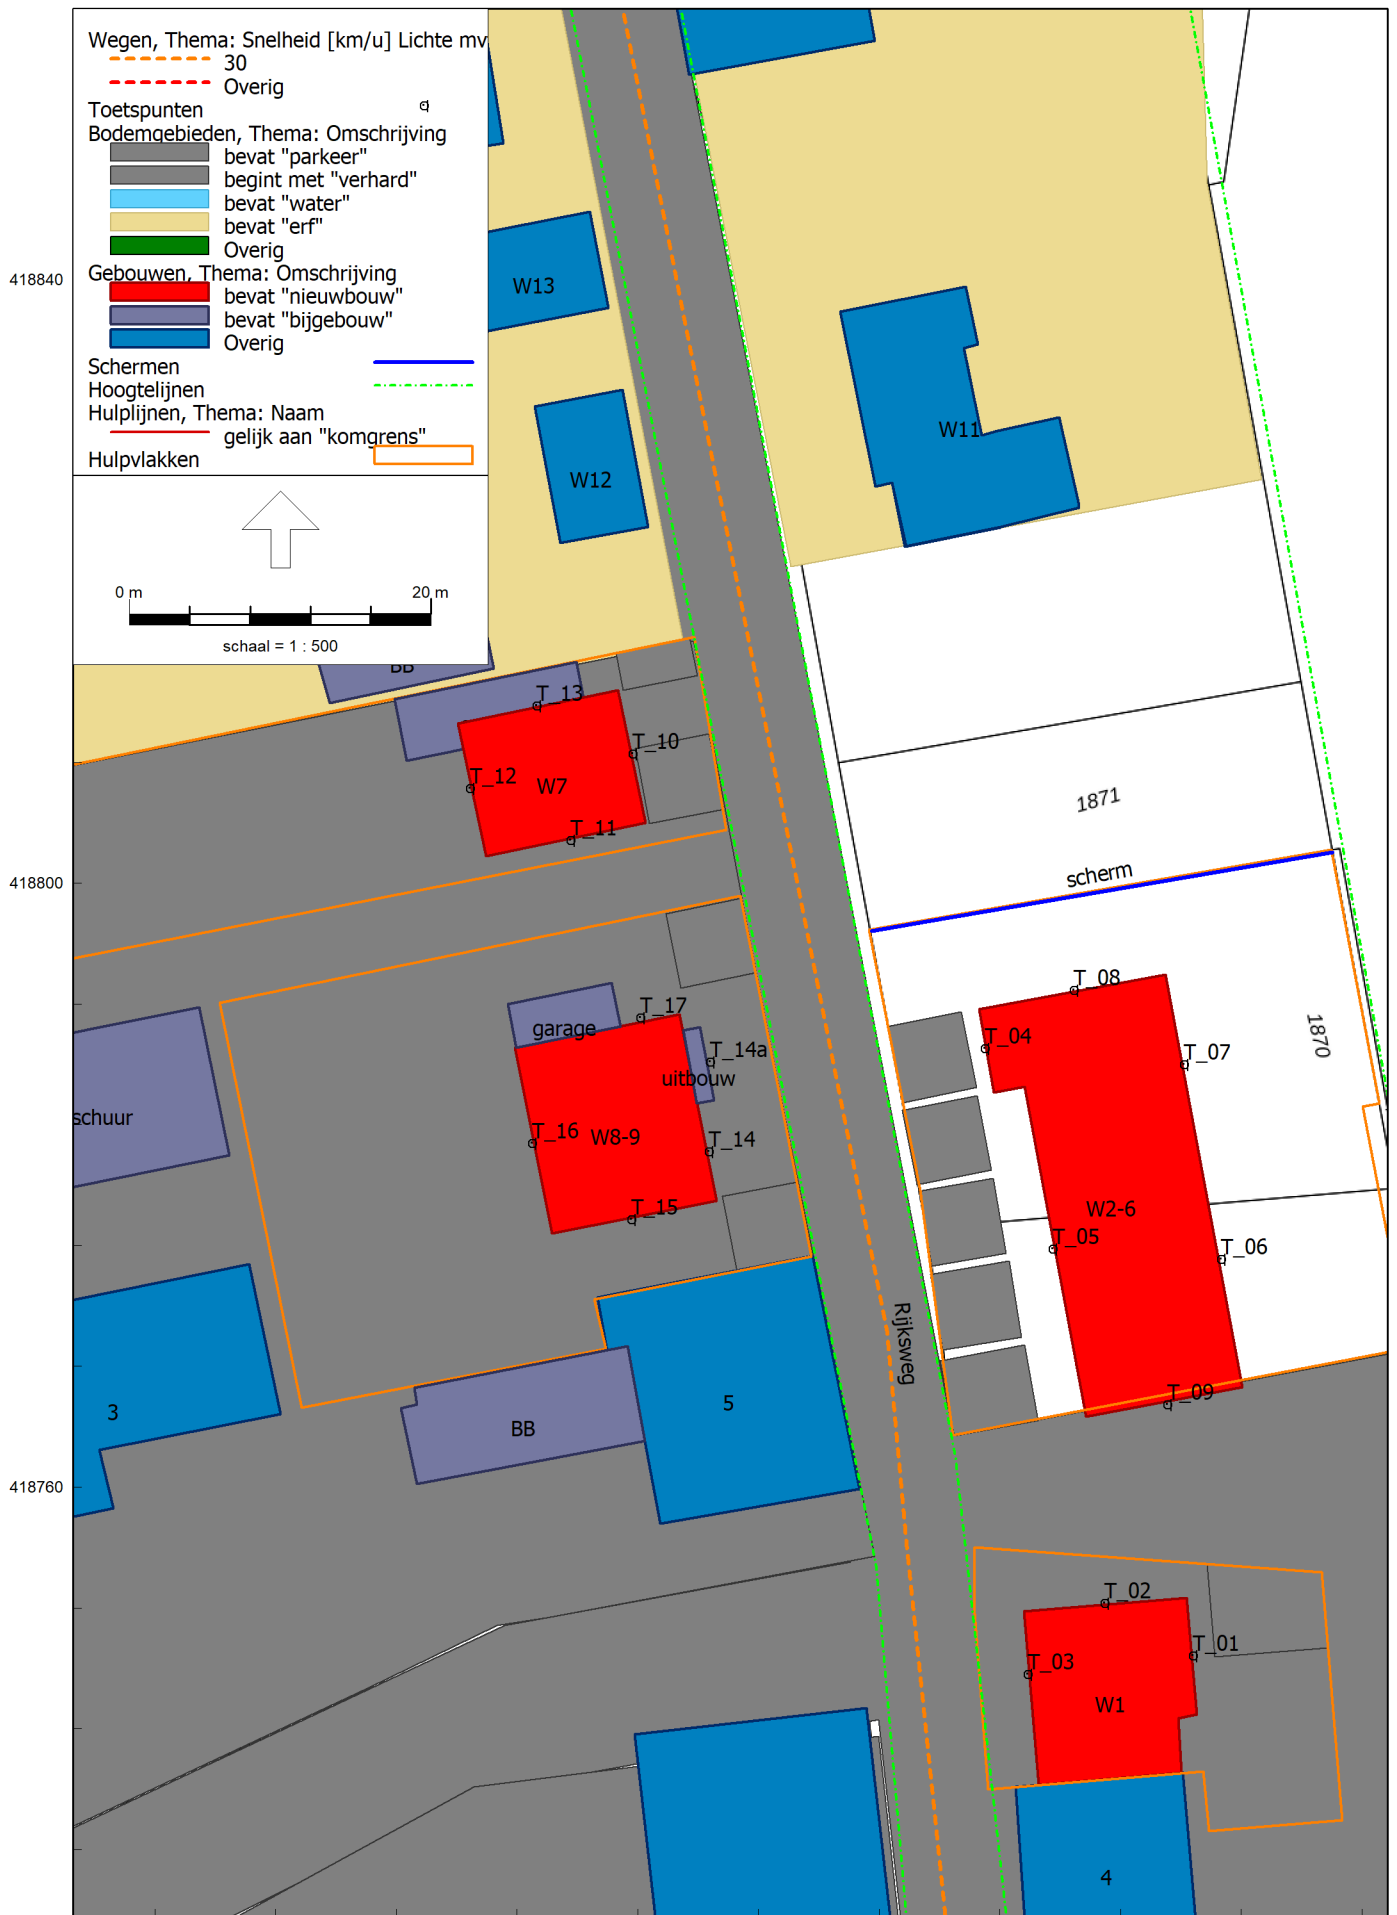 Wegen, Thema: Snelheid [km/u] Lichte mv
30
Overig
Toetspunten
Bodemgebieden, Thema: Omschrijving
bevat "parkeer"
begint met "verhard"
bevat "water"
bevat "erf"
Overig
Gebouwen, Thema: Omschrijving
bevat "nieuwbouw"
bevat "bijgebouw"
Overig
Schermen
Hoogtelijnen
Hulplijnen, Thema: Naam
gelijk aan "komgrens"
Hulpvlakken
0 m 20 m
schaal = 1 : 500
418840
418800
418760
W13
W12
W11
BB
T_13
T_10
T_12
W7
T_11
1871
scherm
T_08
T_04
T_07
1870
T_17
garage
T_14a
uitbouw
schuur
T_16
W8-9
T_14
T_15
W2-6
T_05
T_06
Rijksweg
T_09
3
5
BB
T_02
T_01
T_03
W1
4